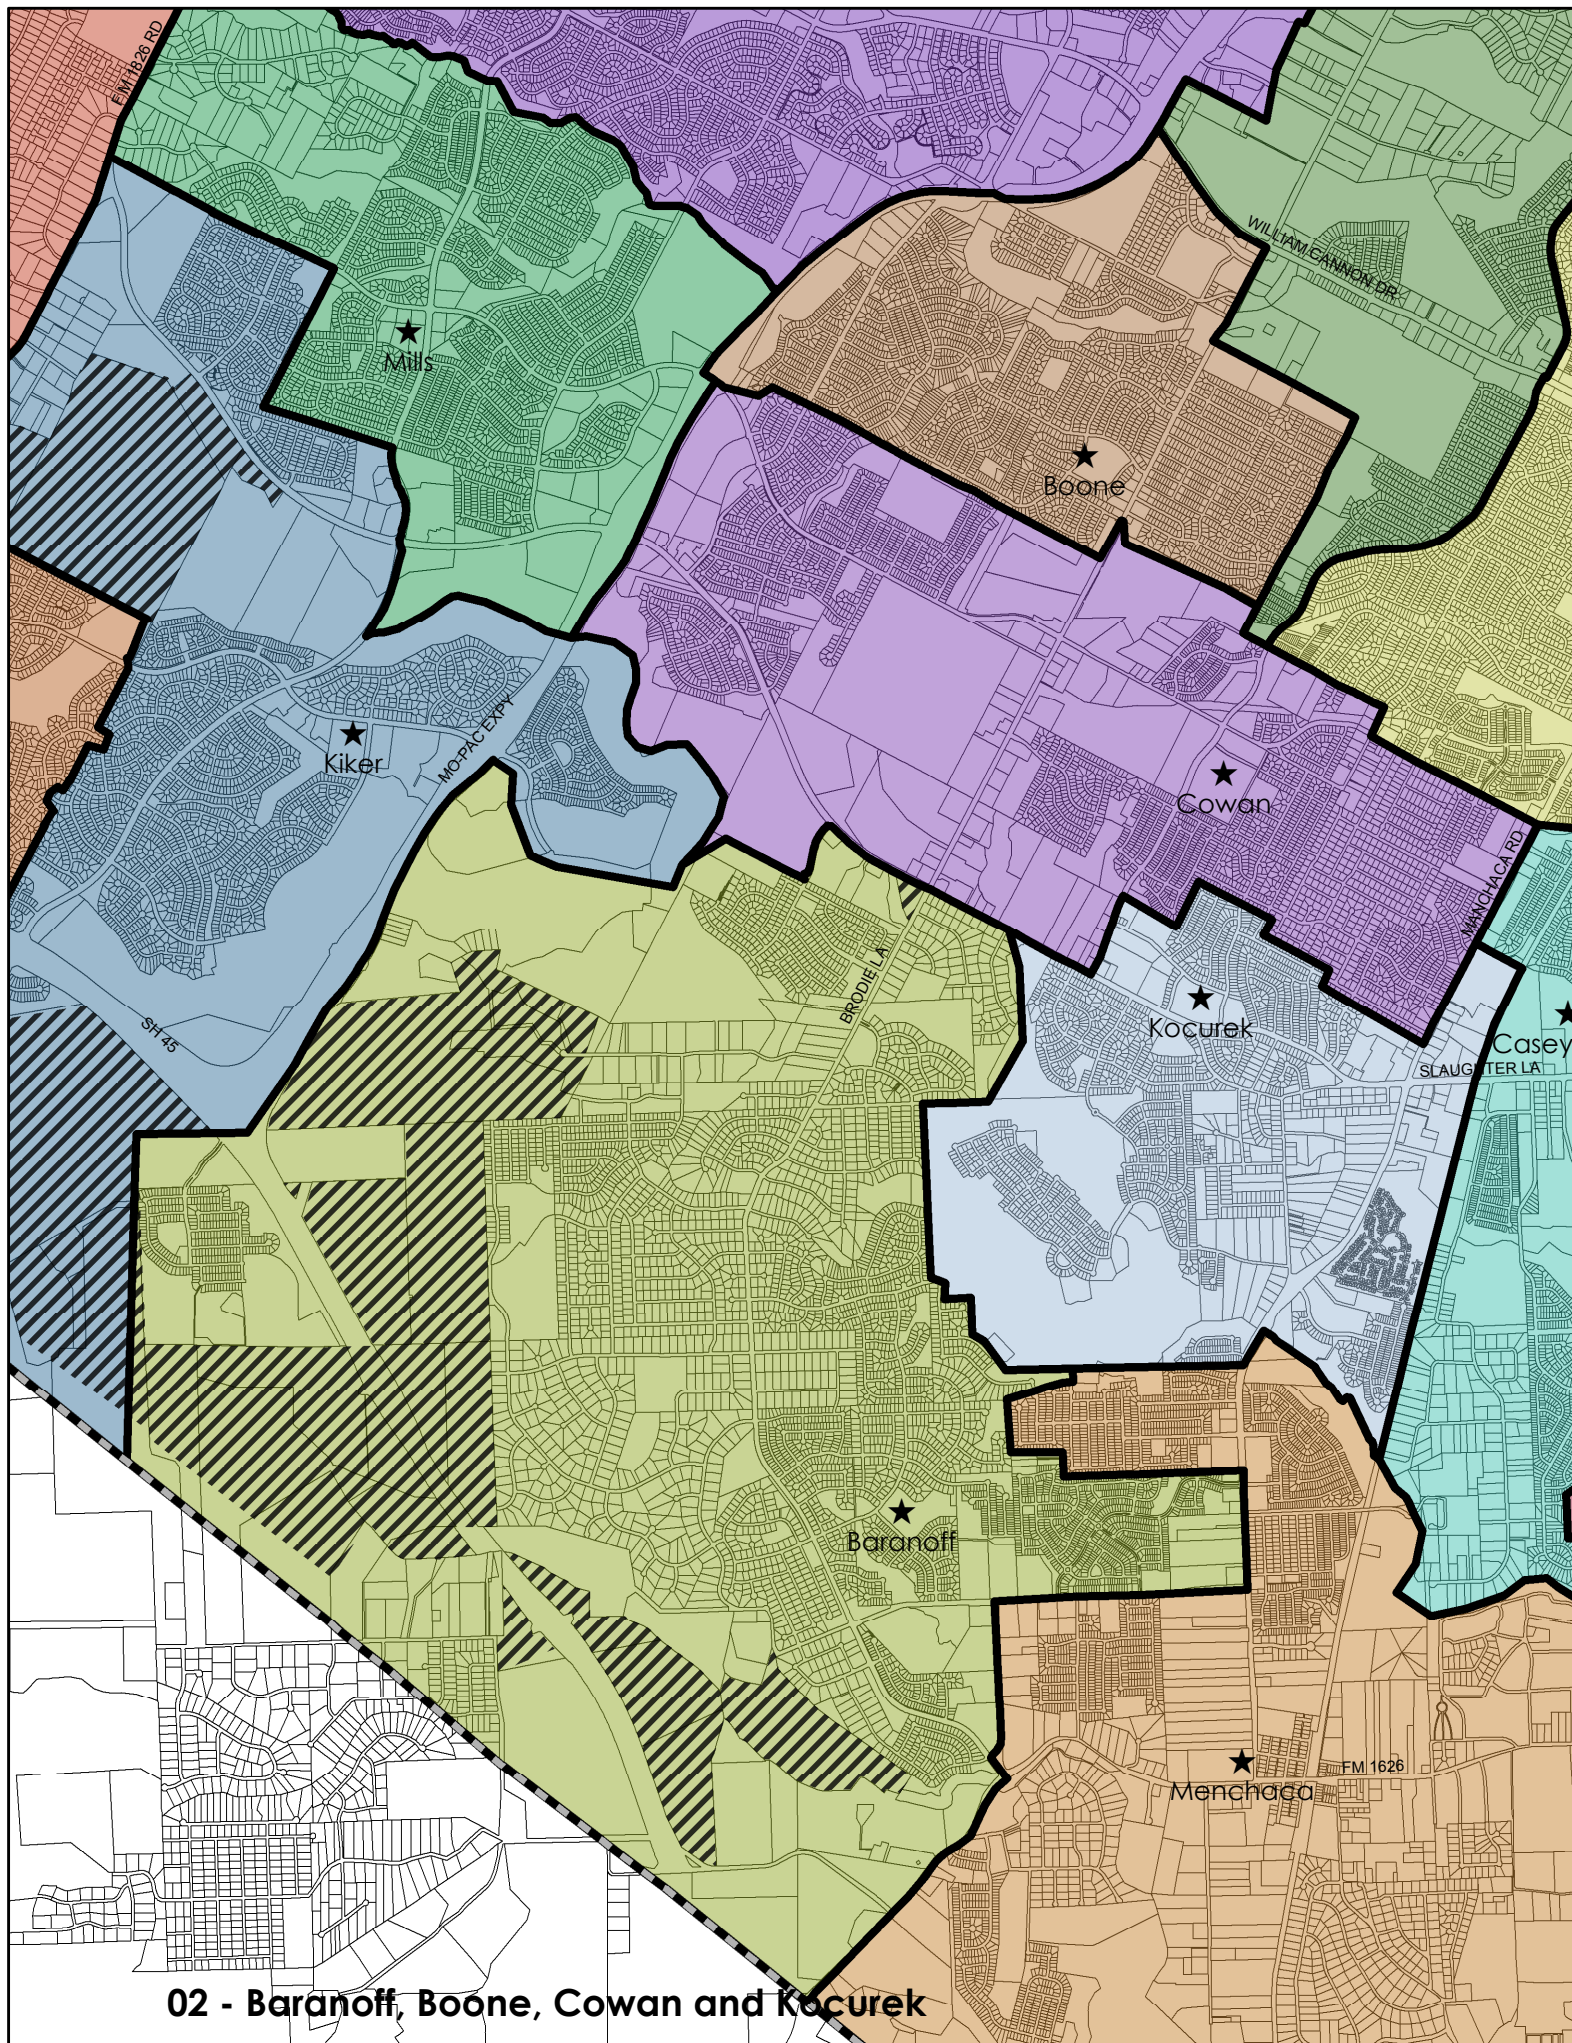 FM 1826 RD
WILLIAM CANNON DR
Mills
Boone
MO-PAC EXPY
Kiker
Cowan
MANCHACA RD
BRODIE LA
Kocurek
SH 45
Casey
SLAUGHTER LA
Baranoff
FM 1626
Menchaca
02 - Baranoff, Boone, Cowan and Kocurek